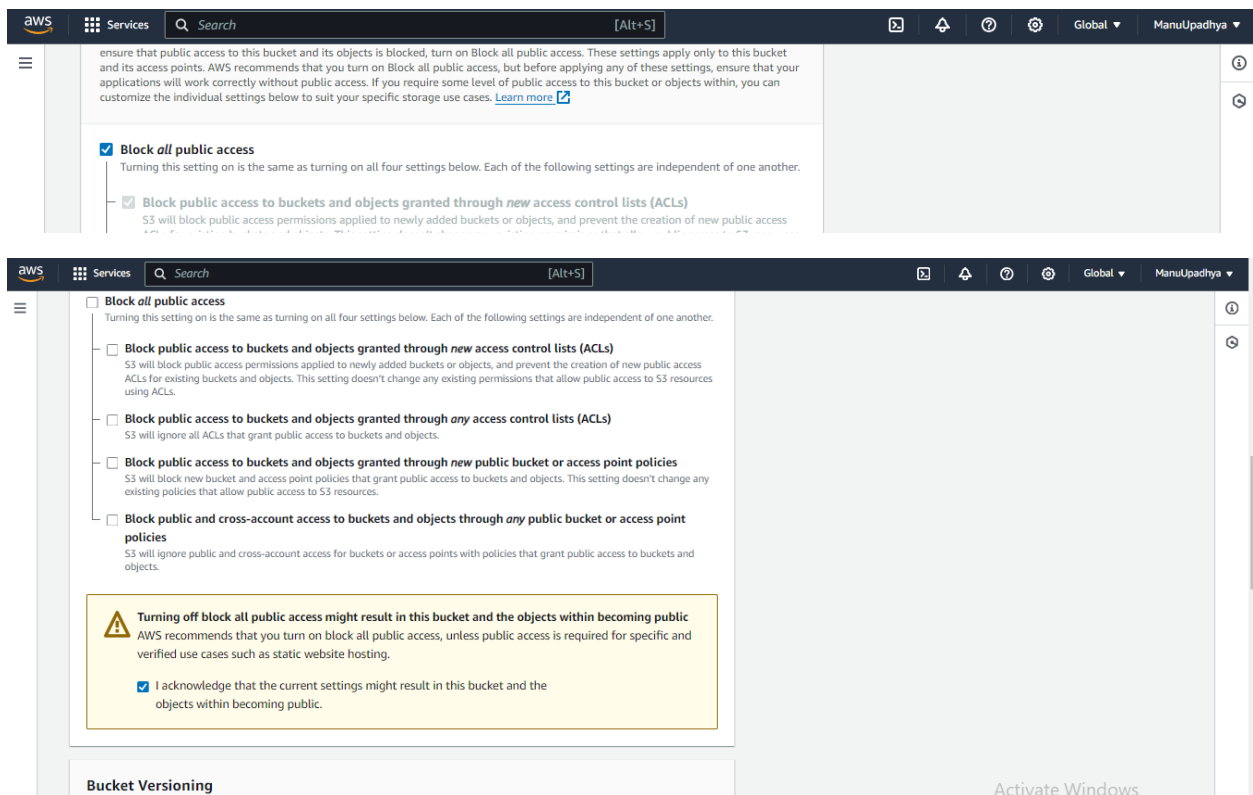 aws Services Search [Alt+S] Global ManuUpadhya
ensure that public access to this bucket and its objects is blocked, turn on Block all public access. These settings apply only to this bucket
and its access points. AWS recommends that you turn on Block all public access, but before applying any of these settings, ensure that your
applications will work correctly without public access. If you require some level of public access to this bucket or objects within, you can
customize the individual settings below to suit your specific storage use cases. Learn more
Block all public access
Turning this setting on is the same as turning on all four settings below. Each of the following settings are independent of one another.
Block public access to buckets and objects granted through new access control lists (ACLs)
S3 will block public access permissions applied to newly added buckets or objects, and prevent the creation of new public access
aws Services Search [Alt+S] Global ManuUpadhya
Block all public access
Turning this setting on is the same as turning on all four settings below. Each of the following settings are independent of one another.
Block public access to buckets and objects granted through new access control lists (ACLs)
S3 will block public access permissions applied to newly added buckets or objects, and prevent the creation of new public access
ACLs for existing buckets and objects. This setting doesn't change any existing permissions that allow public access to S3 resources
using ACLs.
Block public access to buckets and objects granted through any access control lists (ACLs)
S3 will ignore all ACLs that grant public access to buckets and objects.
Block public access to buckets and objects granted through new public bucket or access point policies
S3 will block new bucket and access point policies that grant public access to buckets and objects. This setting doesn't change any
existing policies that allow public access to S3 resources.
Block public and cross-account access to buckets and objects through any public bucket or access point
policies
S3 will ignore public and cross-account access for buckets or access points with policies that grant public access to buckets and
objects.
Turning off block all public access might result in this bucket and the objects within becoming public
AWS recommends that you turn on block all public access, unless public access is required for specific and
verified use cases such as static website hosting.
I acknowledge that the current settings might result in this bucket and the
objects within becoming public.
Bucket Versioning
Activate Windows